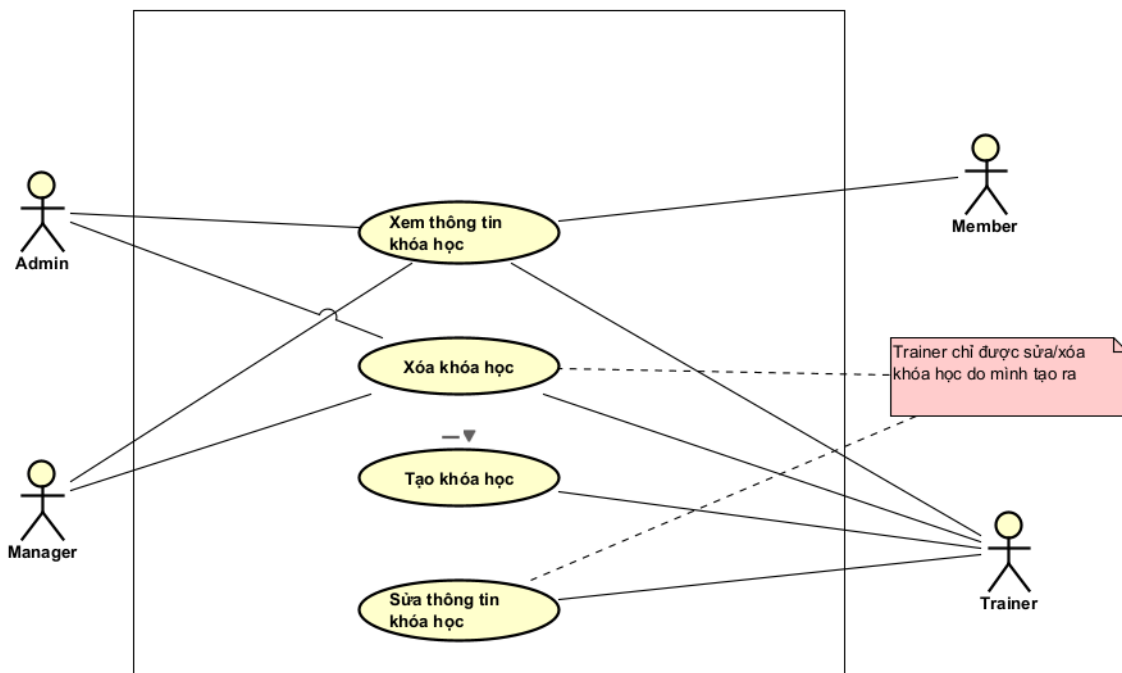 Admin
Xem thông tin
khóa học
Member
Xóa khóa học
Trainer chỉ được sửa/xóa
khóa học do mình tạo ra
Tạo khóa học
Manager
Sửa thông tin
khóa học
Trainer